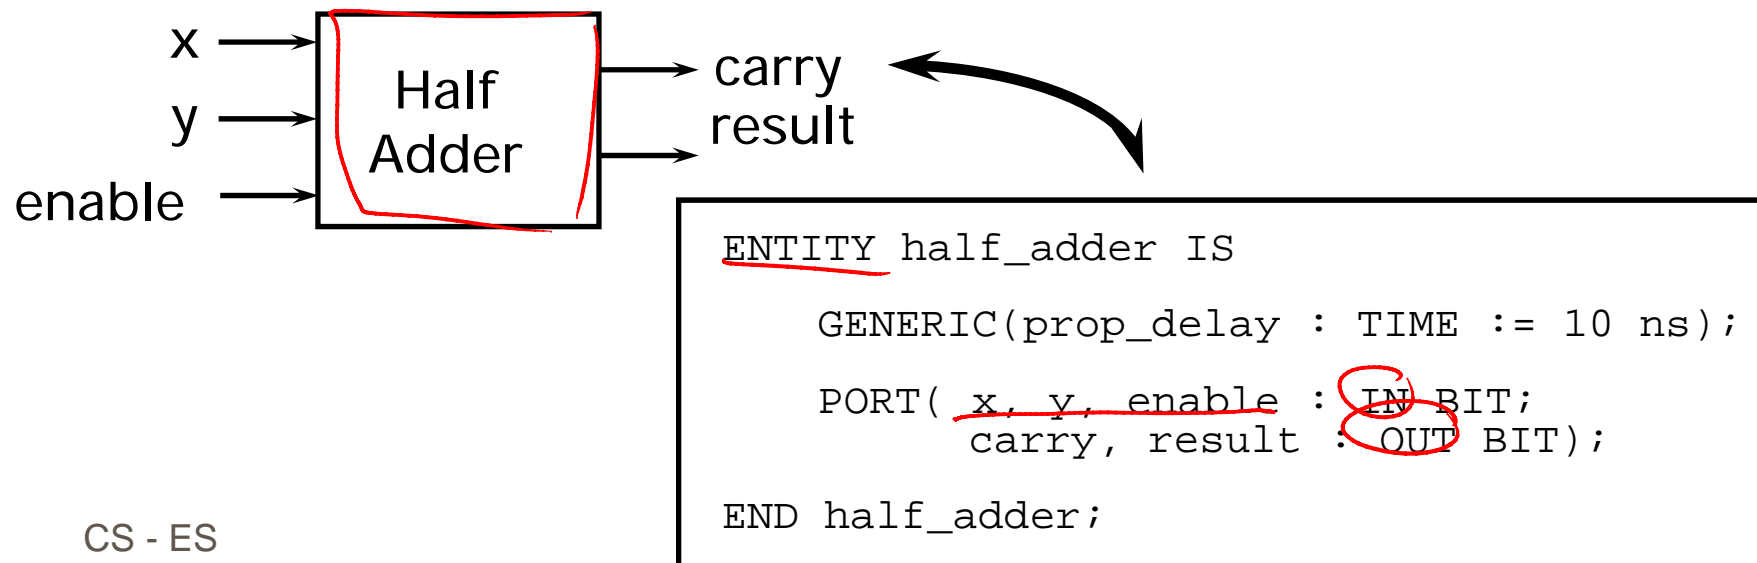 x
y
enable
Half
Adder
carry
result
ENTITY half_adder IS
GENERIC(prop_delay : TIME := 10 ns);
PORT( x, y, enable : IN BIT;
carry, result : OUT BIT);
END half_adder;
CS - ES